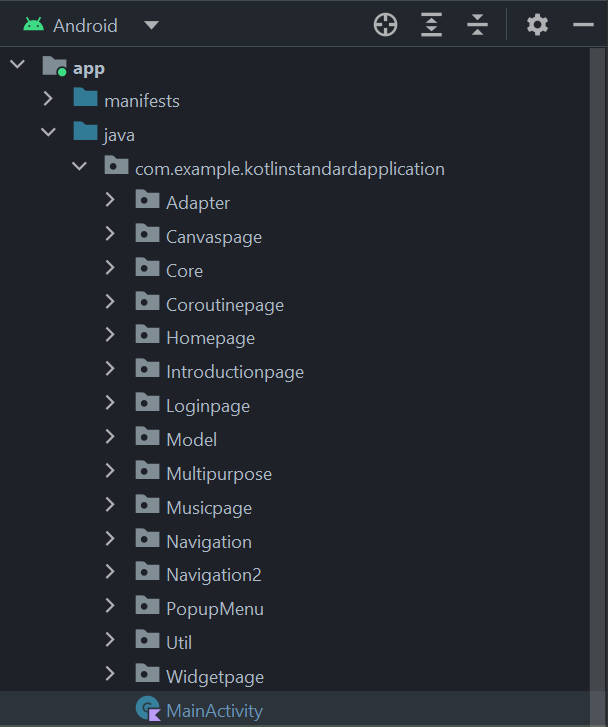 Android
app
manifests
java
com.example.kotlinstandardapplication
Adapter
Canvaspage
Core
Coroutinepage
Homepage
Introductionpage
Loginpage
Model
Multipurpose
Musicpage
Navigation
Navigation2
PopupMenu
Util
Widgetpage
MainActivity